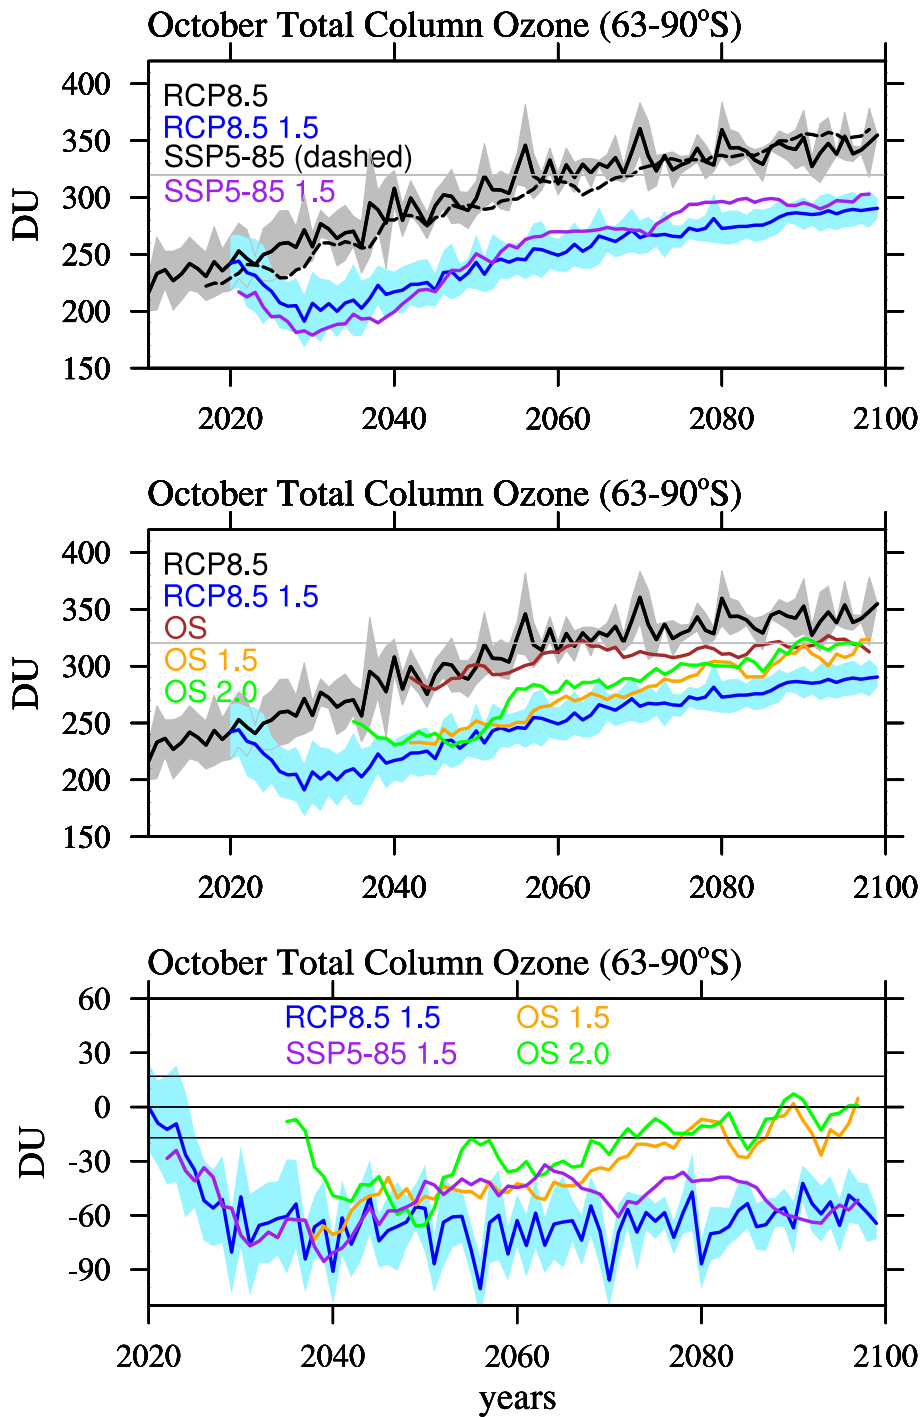 October Total Column Ozone (63-90°S)
400
350
300
250
200
150
DU
RCP8.5
RCP8.5 1.5
SSP5-85 (dashed)
SSP5-85 1.5
2020 2040 2060 2080 2100
October Total Column Ozone (63-90°S)
400
350
300
250
200
150
DU
RCP8.5
RCP8.5 1.5
OS
OS 1.5
OS 2.0
2020 2040 2060 2080 2100
October Total Column Ozone (63-90°S)
60
30
0
-30
-60
-90
DU
RCP8.5 1.5 OS 1.5
SSP5-85 1.5 OS 2.0
2020 2040 2060 2080 2100
years